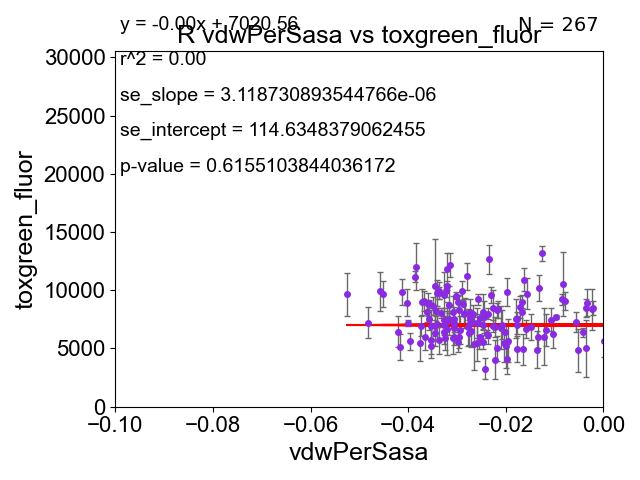 y = -0.00x + 7020.56
N = 267
R vdwPerSasa vs toxgreen_fluor
r^2 = 0.00
se_slope = 3.118730893544766e-06
se_intercept = 114.6348379062455
p-value = 0.6155103844036172
30000
25000
20000
15000
10000
5000
0
toxgreen_fluor
−0.10 −0.08 −0.06 −0.04 −0.02 0.00
vdwPerSasa